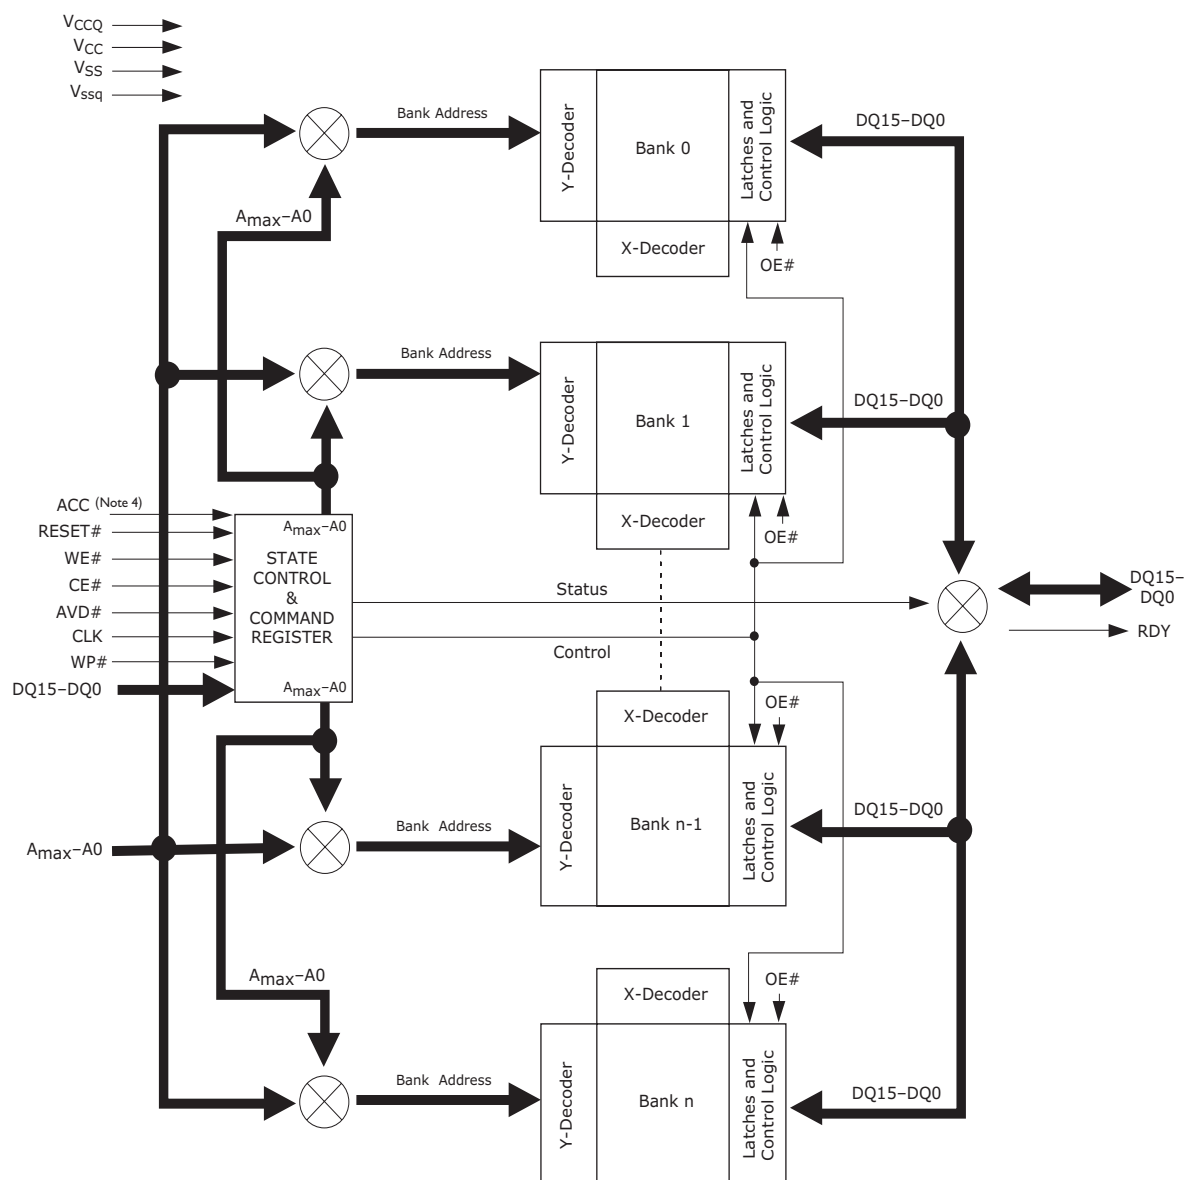 VCCQ
VCC
VSS
Vssq
Bank Address
Y-Decoder
Bank 0
Latches and
Control Logic
DQ15–DQ0
Amax–A0
X-Decoder
OE#
Bank Address
Y-Decoder
Bank 1
Latches and
Control Logic
DQ15–DQ0
X-Decoder
OE#
ACC (Note 4)
RESET#
WE#
CE#
AVD#
CLK
WP#
DQ15–DQ0
Amax–A0
STATE
CONTROL
&
COMMAND
REGISTER
Amax–A0
Status
Control
DQ15–
DQ0
RDY
X-Decoder
OE#
Amax–A0
Bank Address
Y-Decoder
Bank n-1
Latches and
Control Logic
DQ15–DQ0
Amax–A0
X-Decoder
OE#
Bank Address
Y-Decoder
Bank n
Latches and
Control Logic
DQ15–DQ0